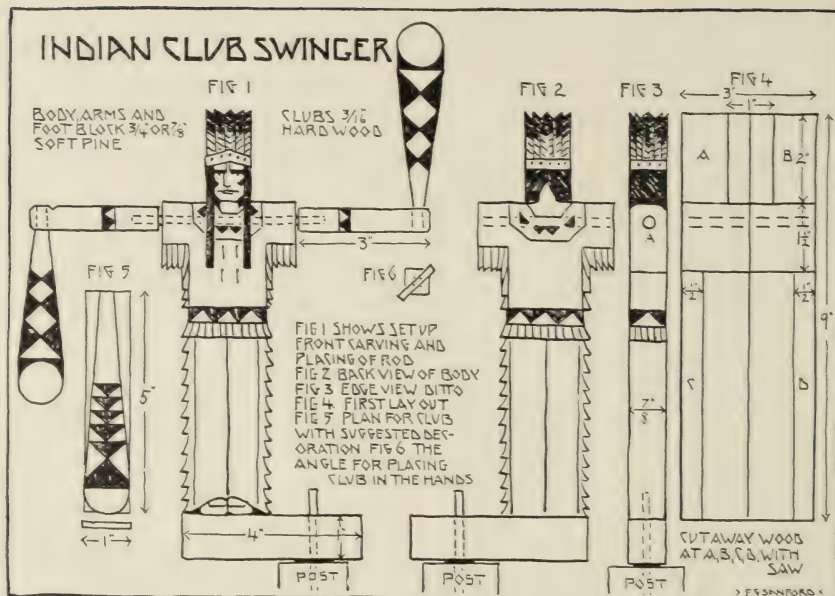 INDIAN CLUB SWINGER
FIG 1
BODY, ARMS AND
FOOT BLOCK 3/4" OR 7/8"
SOFT PINE
CLUBS 3/16"
HARD WOOD
3"
FIG 5
5"
1"
FIG 6
FIG 1 SHOWS SET UP
FRONT CARVING AND
PLACING OF ROD
FIG 2 BACK VIEW OF BODY
FIG 3 EDGE VIEW DITTO
FIG 4 FIRST LAY OUT
FIG 5 PLAN FOR CLUB
WITH SUGGESTED DEC-
ORATION FIG 6 THE
ANGLE FOR PLACING
CLUB IN THE HANDS
4"
1"
POST
FIG 2
POST
FIG 3
A
7/8
POST
FIG 4
3"
1"
A
B
2"
1 1/2"
1/2"
1/2"
9"
C
D
CUT AWAY WOOD
AT A, B, C, D, WITH
SAW
> F.G SANFORD <